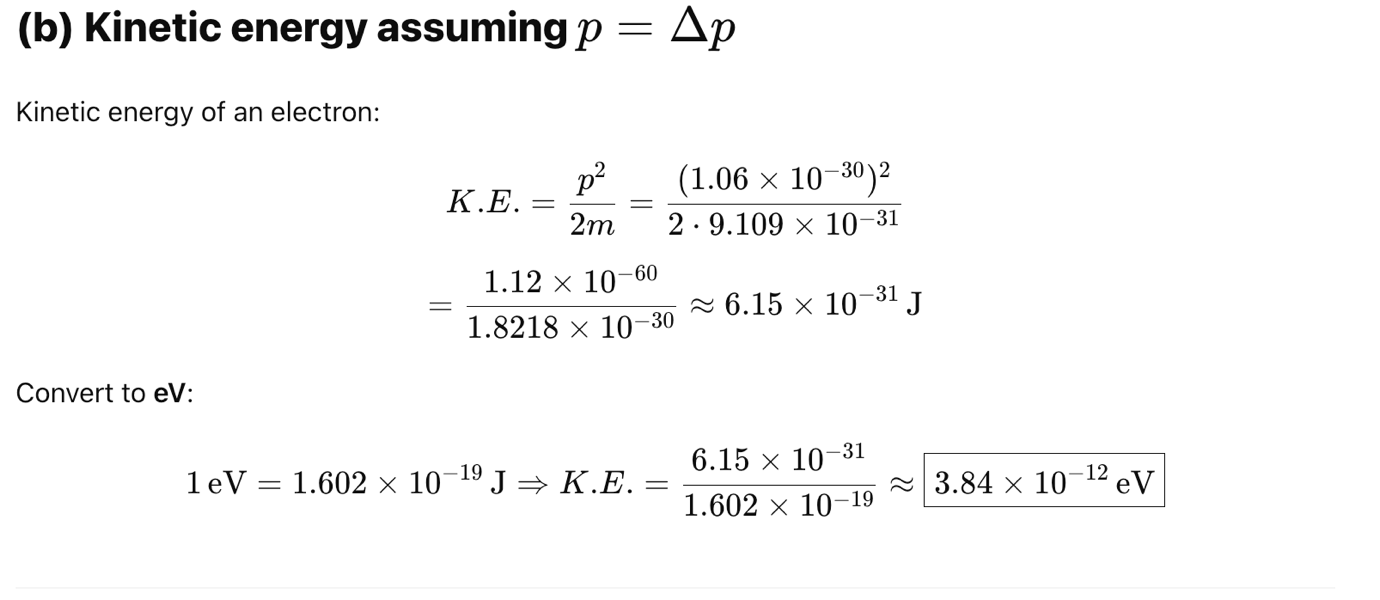 (b) Kinetic energy assuming p = Δp
Kinetic energy of an electron:
K.E. = p²/2m = (1.06 × 10⁻³⁰)²/2 · 9.109 × 10⁻³¹
= 1.12 × 10⁻⁶⁰/1.8218 × 10⁻³⁰ ≈ 6.15 × 10⁻³¹ J
Convert to eV:
1 eV = 1.602 × 10⁻¹⁹ J ⇒ K.E. = 6.15 × 10⁻³¹/1.602 × 10⁻¹⁹ ≈ 3.84 × 10⁻¹² eV